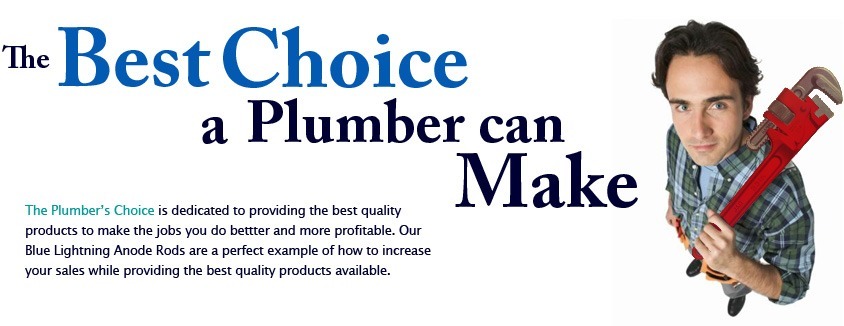 The Best Choice
a Plumber can
Make
The Plumber's Choice is dedicated to providing the best quality
products to make the jobs you do bettter and more profitable. Our
Blue Lightning Anode Rods are a perfect example of how to increase
your sales while providing the best quality products available.